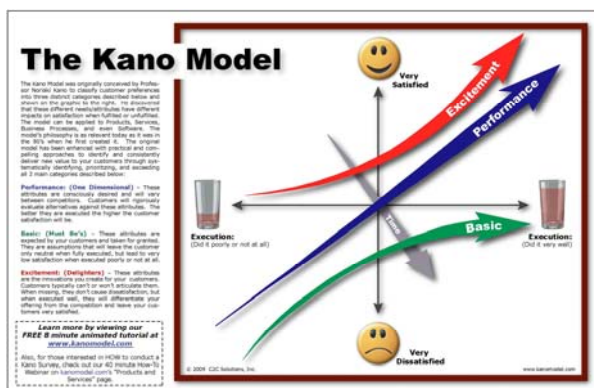 The Kano Model
The Kano Model was originally conceived by Profes-
sor Noriaki Kano to classify customer preferences
into three distinct categories described below and
shown on the graphic to the right. He discovered
that these different needs/attributes have different
impacts on satisfaction when fulfilled or unfulfilled.
The model can be applied to Products, Services,
Business Processes, and even Software. The
model's philosophy is as relevant today as it was in
the 80's when he first created it. The original
model has been enhanced with practical and com-
pelling approaches to identify and consistently
deliver new value to your customers through sys-
tematically identifying, prioritizing, and exceeding
all 3 main categories described below:
Performance: (One Dimensional) – These
attributes are consciously desired and will vary
between competitors. Customers will rigorously
evaluate alternatives against these attributes. The
better they are executed the higher the customer
satisfaction will be.
Basic: (Must Be's) – These attributes are
expected by your customers and taken for granted.
They are assumptions that will leave the customer
only neutral when fully executed, but lead to very
low satisfaction when executed poorly or not at all.
Excitement: (Delighters) – These attributes
are the innovations you create for your customers.
Customers typically can't or won't articulate them.
When missing, they don't cause dissatisfaction, but
when executed well, they will differentiate your
offering from the competition and leave your cus-
tomers very satisfied.
Learn more by viewing our
FREE 8 minute animated tutorial at
www.kanomodel.com
Also, for those interested in HOW to conduct a
Kano Survey, check out our 40 minute How-To
Webinar on kanomodel.com's "Products and
Services" page.
Very
Satisfied
Excitement
Performance
Time
Execution:
(Did it poorly or not at all)
Basic
Execution:
(Did it very well)
Very
Dissatisfied
© 2009 C2C Solutions, Inc.
www.kanomodel.com